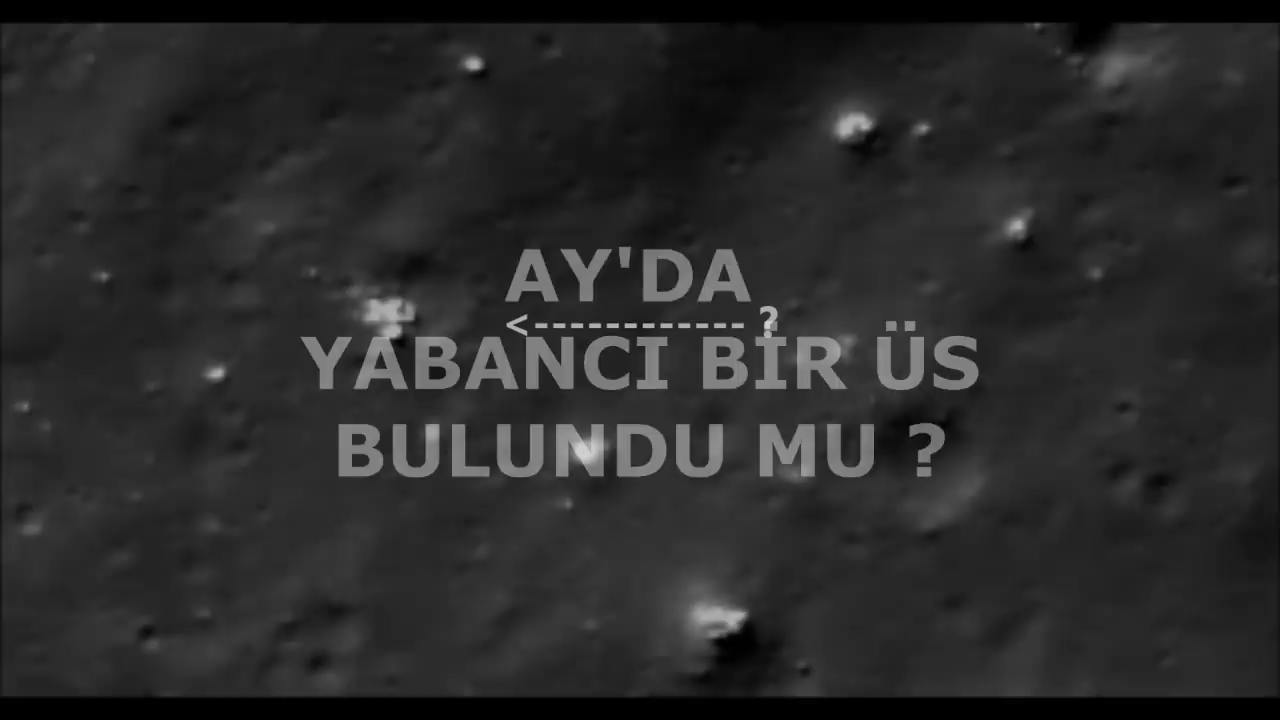 AY'DA
<------------ ?
YABANCI BİR ÜS
BULUNDU MU ?